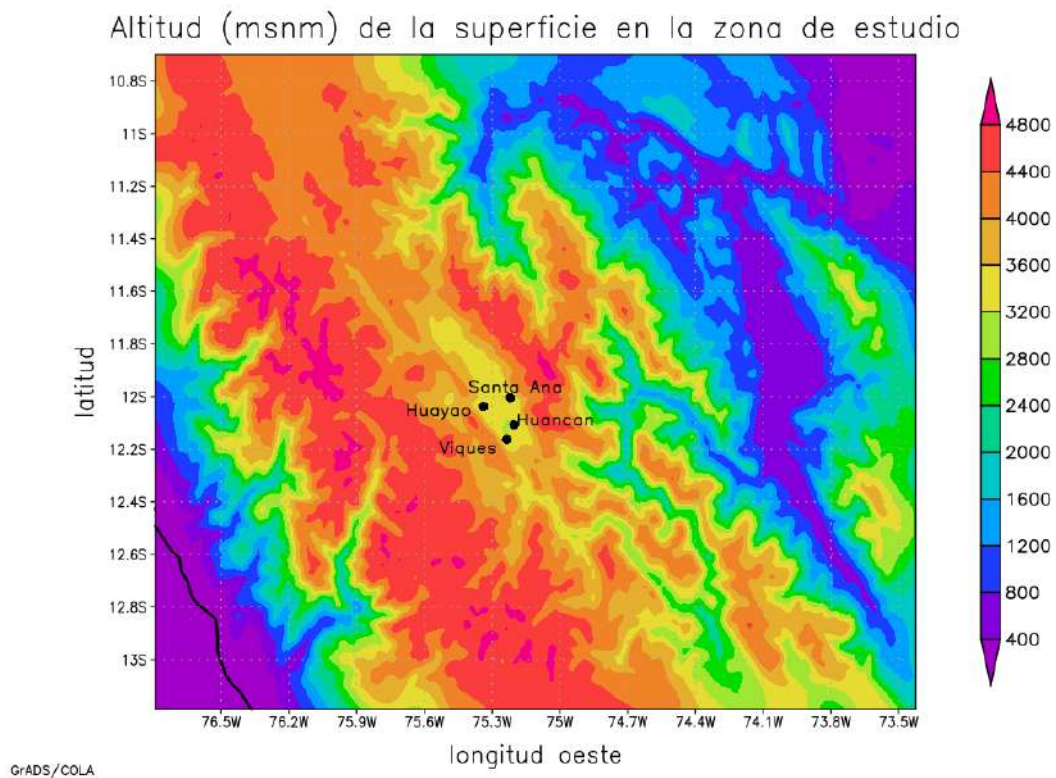 Altitud (msnm) de la superficie en la zona de estudio
10.8S
11S
11.2S
11.4S
11.6S
11.8S
12S
12.2S
12.4S
12.6S
12.8S
13S
latitud
Santa Ana
Huayao
Huancan
Viques
76.5W 76.2W 75.9W 75.6W 75.3W 75W 74.7W 74.4W 74.1W 73.8W 73.5W
longitud oeste
4800
4400
4000
3600
3200
2800
2400
2000
1600
1200
800
400
GrADS/COLA